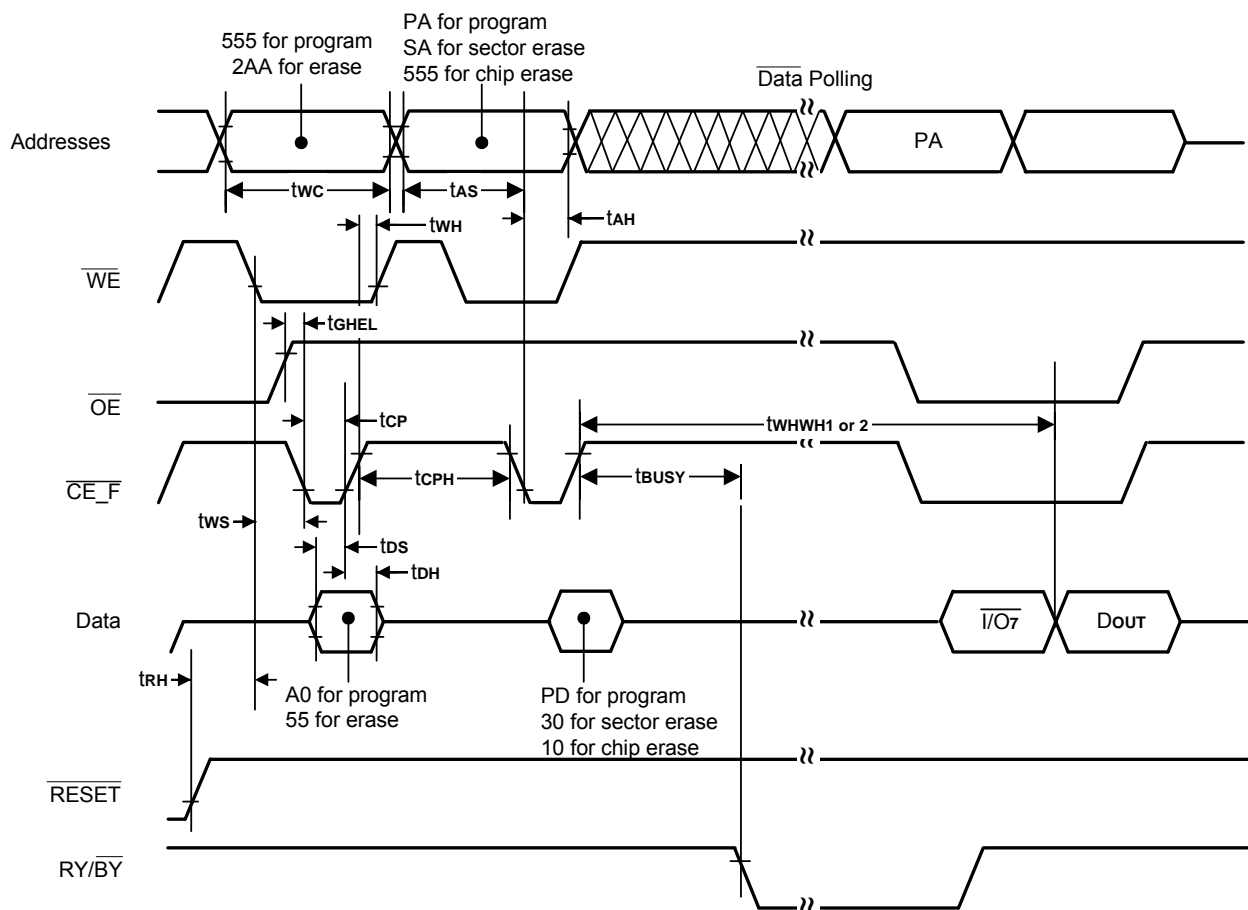 555 for program
2AA for erase
PA for program
SA for sector erase
555 for chip erase
Data Polling
Addresses
PA
tWC
tAS
tWH
tAH
WE
tGHEL
OE
tCP
tWHWH1 or 2
CE_F
tCPH
tBUSY
tWS
tDS
tDH
Data
I/O7
DOUT
tRH
A0 for program
55 for erase
PD for program
30 for sector erase
10 for chip erase
RESET
RY/BY